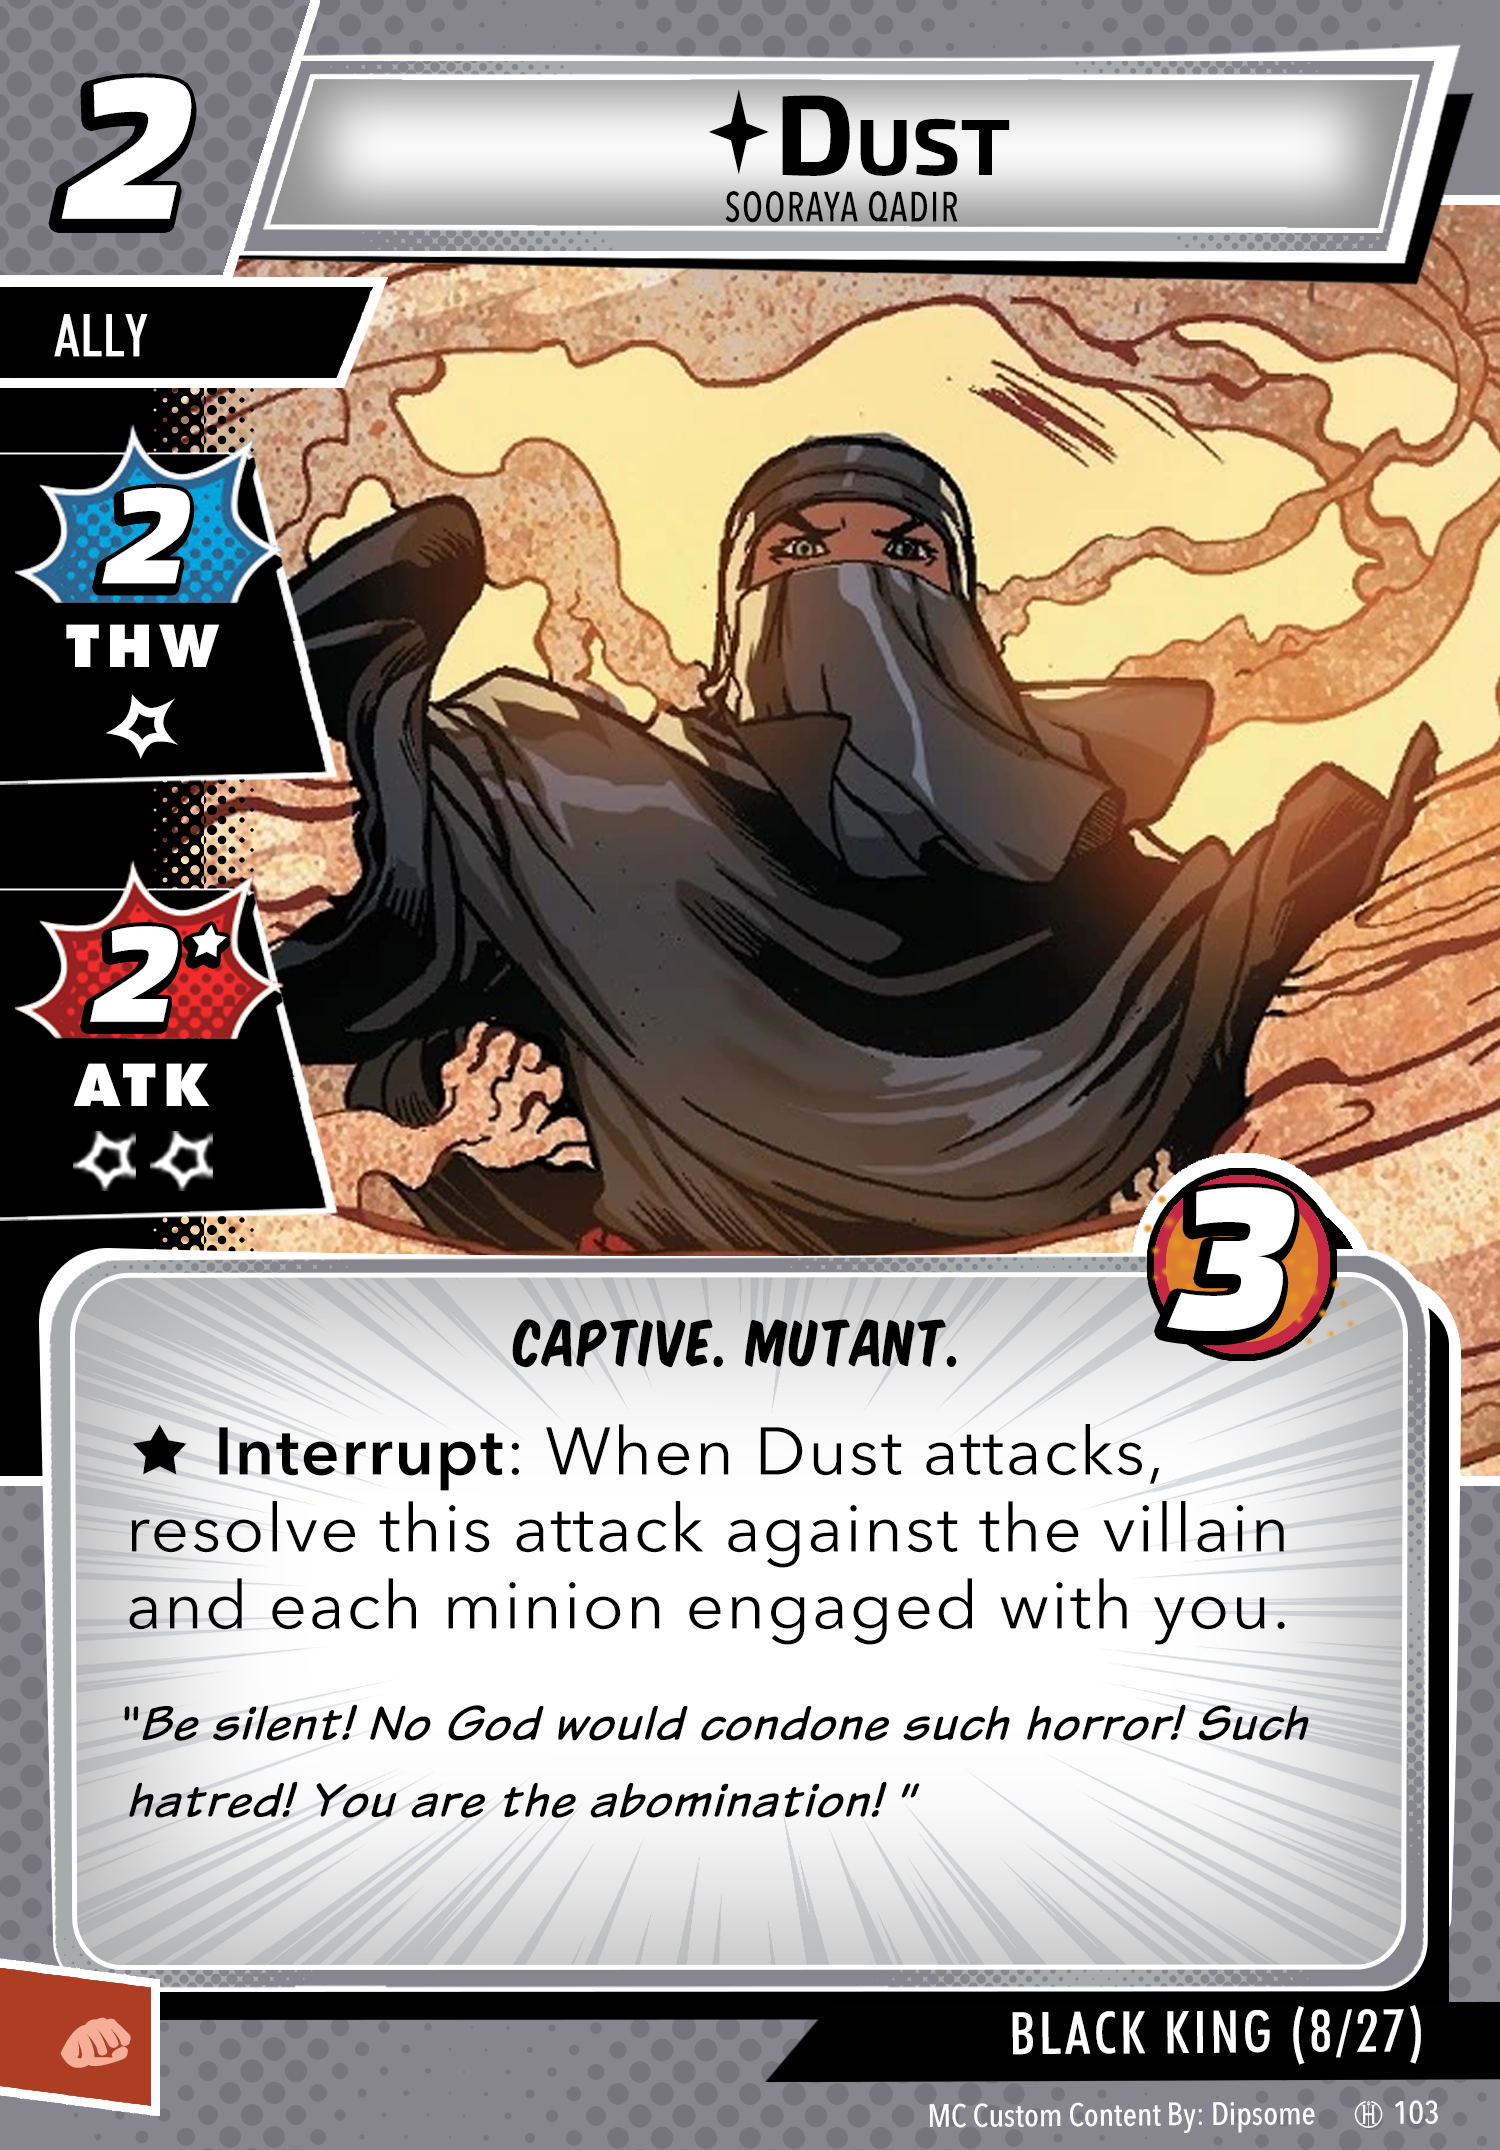 2
DUST
SOORAYA QADIR
ALLY
2
THW
2
ATK
3
CAPTIVE. MUTANT.
Interrupt: When Dust attacks,
resolve this attack against the villain
and each minion engaged with you.
"Be silent! No God would condone such horror! Such
hatred! You are the abomination! "
BLACK KING (8/27)
MC Custom Content By: Dipsome 103